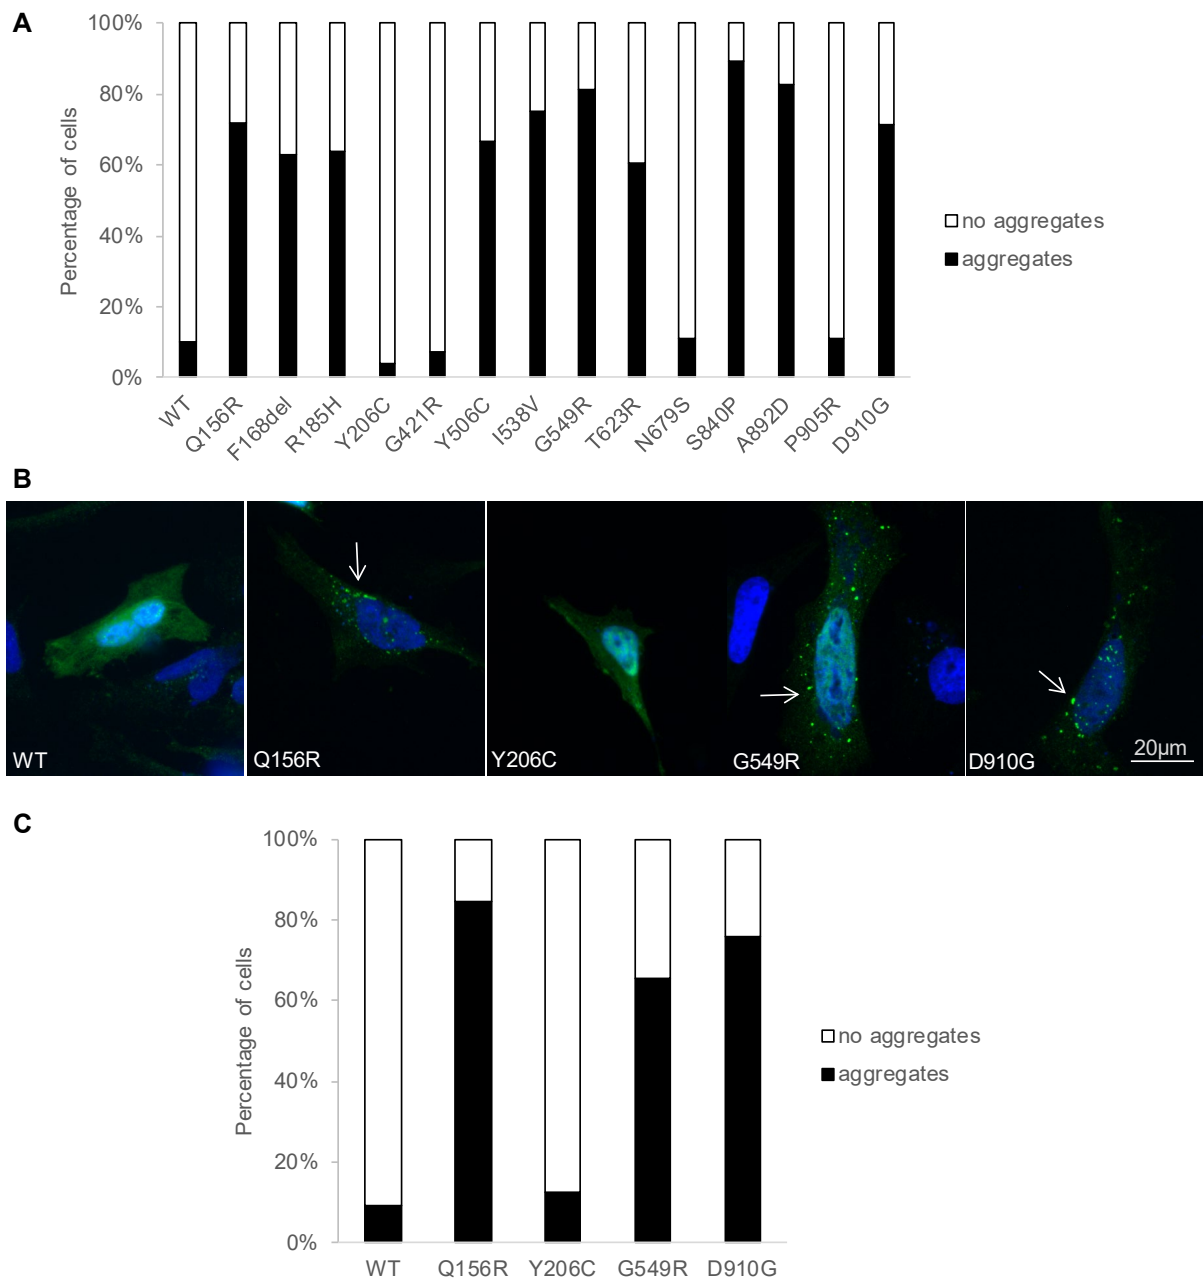 A
100%
80%
60%
40%
20%
0%
Percentage of cells
WT
Q156R
F168del
R185H
Y206C
G421R
Y506C
I538V
G549R
T623R
N679S
S840P
A892D
P905R
D910G
no aggregates
aggregates
B
WT
Q156R
Y206C
G549R
D910G
20µm
C
100%
80%
60%
40%
20%
0%
Percentage of cells
WT
Q156R
Y206C
G549R
D910G
no aggregates
aggregates